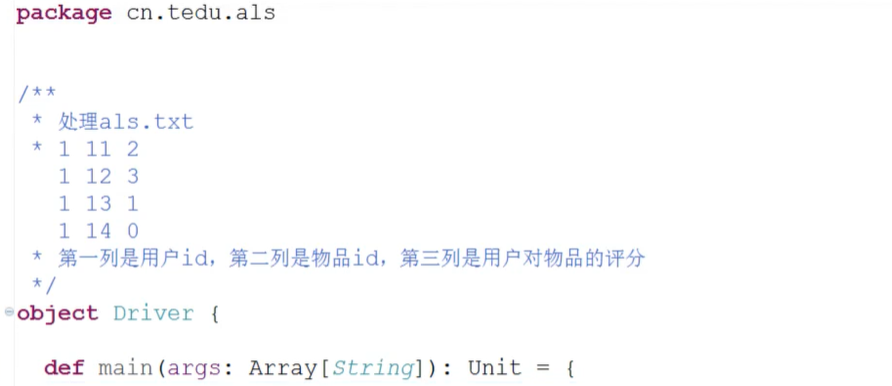 package cn.tedu.als
/**
* 处理als.txt
* 1 11 2
1 12 3
1 13 1
1 14 0
* 第一列是用户id，第二列是物品id，第三列是用户对物品的评分
*/
object Driver {
def main(args: Array[String]): Unit = {